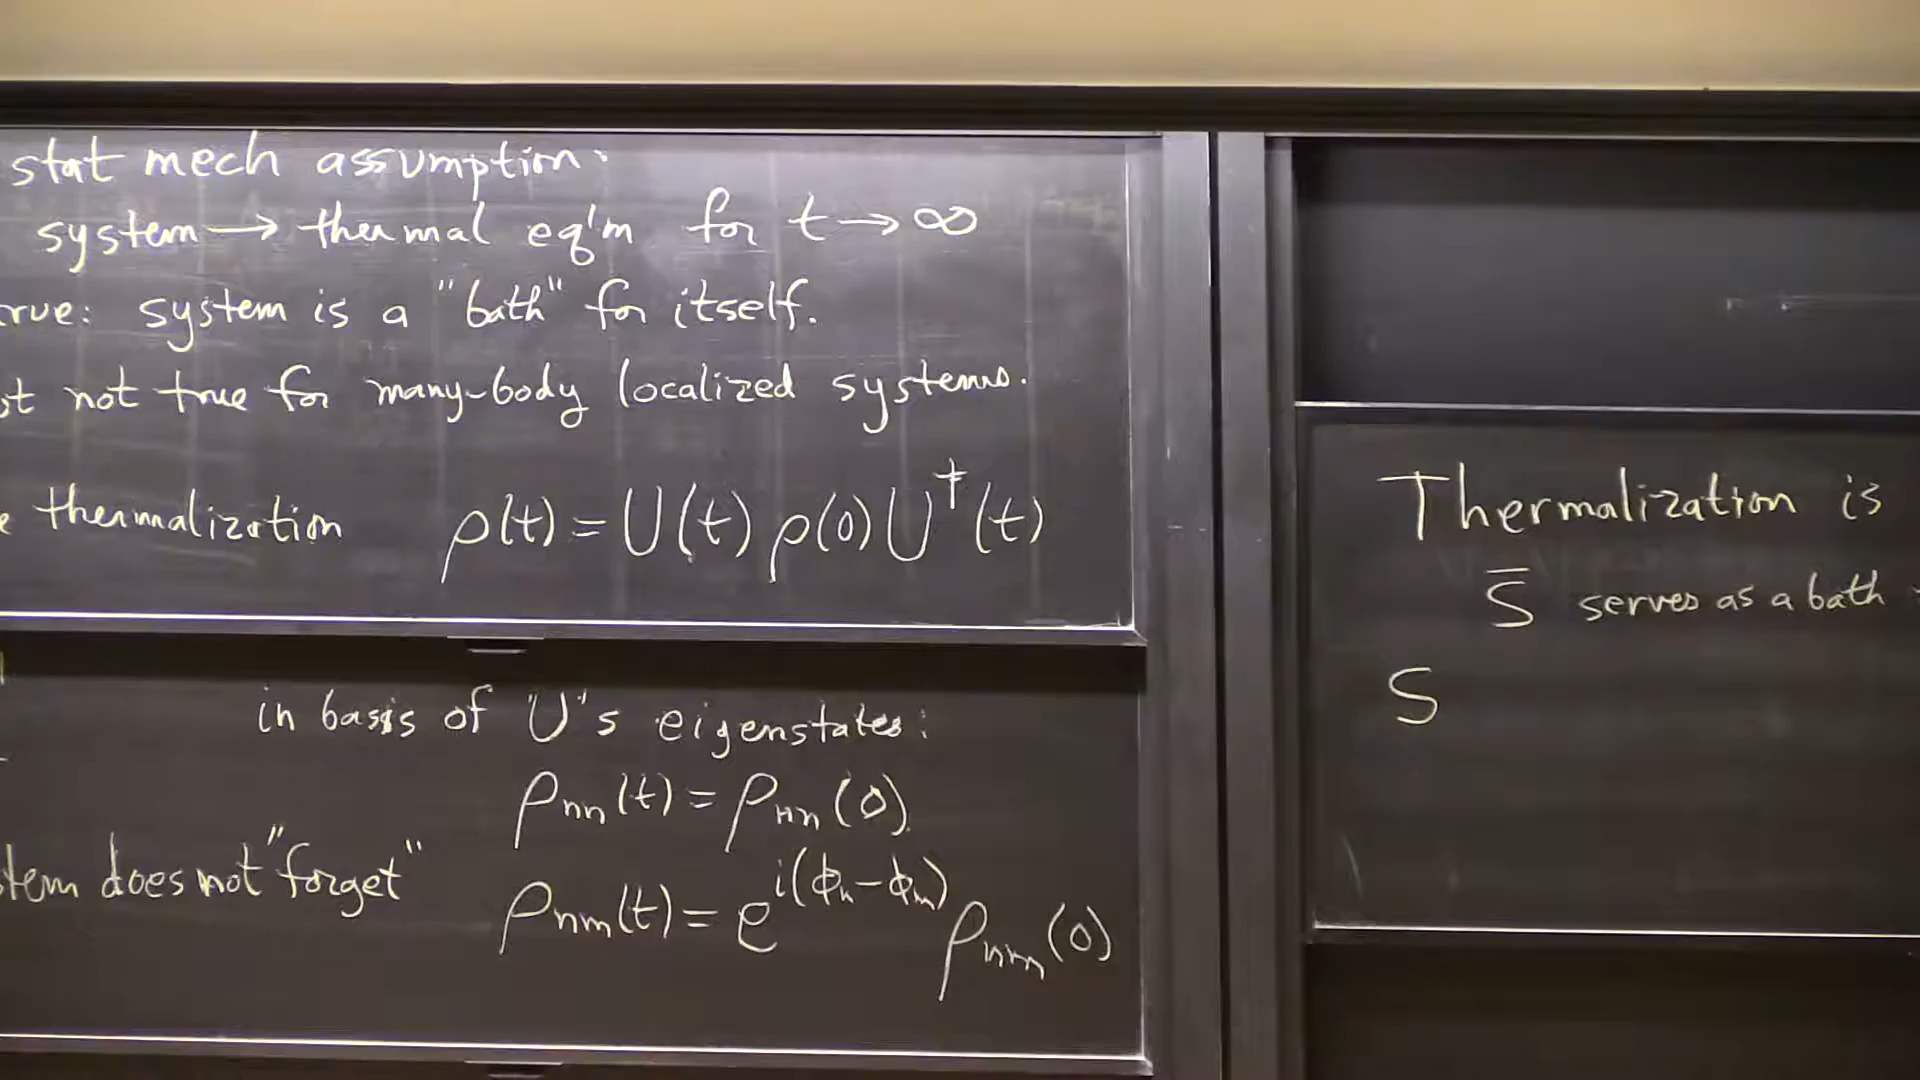 stat mech assumption:
system → thermal eq'm for t → ∞
rue: system is a "bath" for itself.
t not true for many-body localized systems.
e thermalization ρ(t) = U(t) ρ(0) U†(t)
in basis of U's eigenstates:
ρnn(t) = ρnn(0)
tem does not "forget" ρnm(t) = e^{i(ϕn-ϕm)} ρnm(0)
Thermalization is
S̅ serves as a bath
S